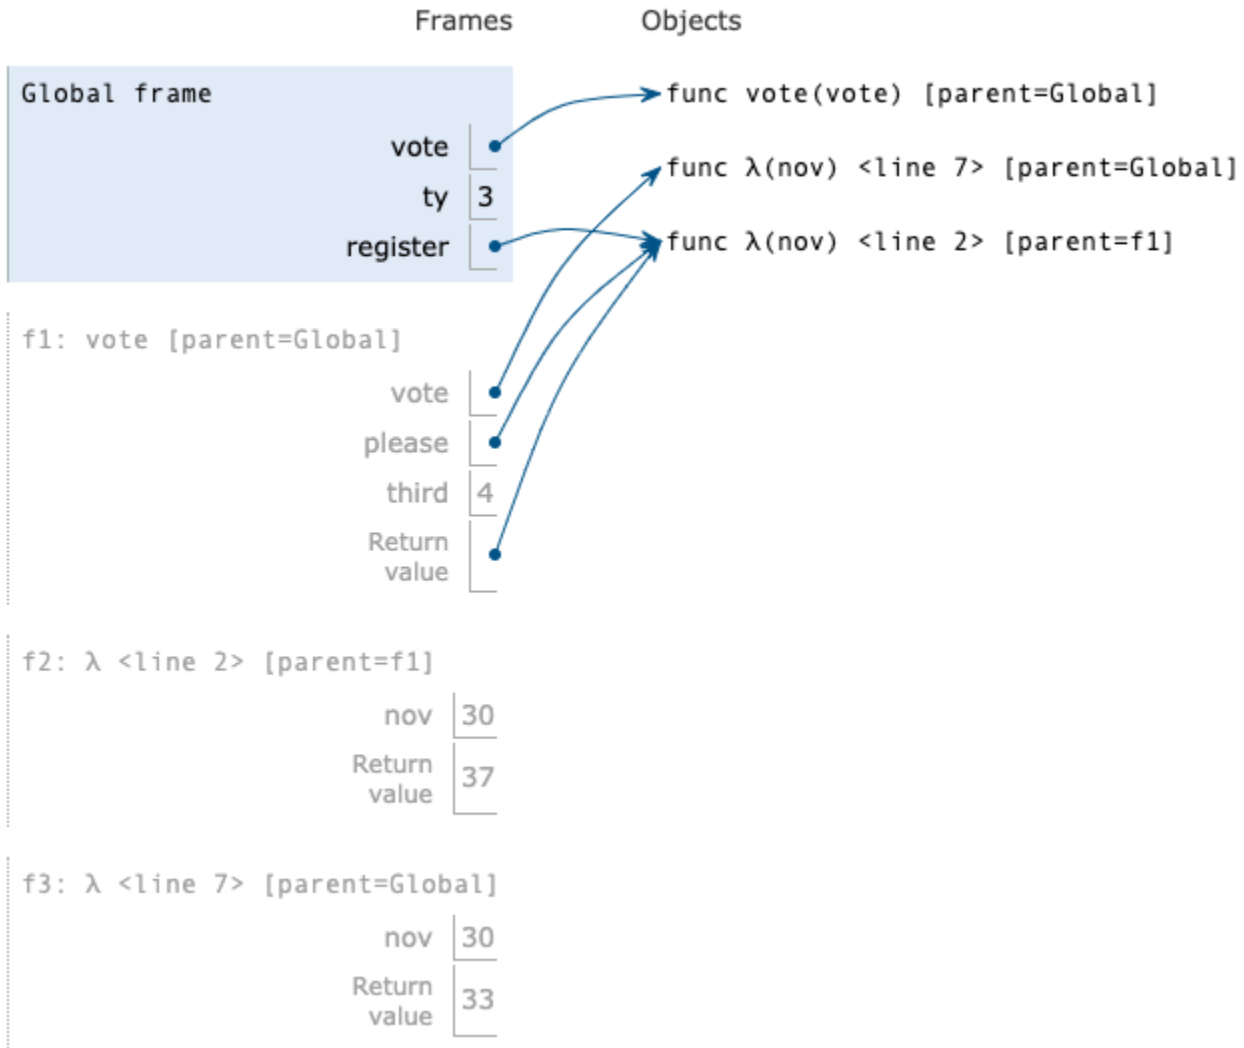 Frames Objects
Global frame
vote
ty 3
register
func vote(vote) [parent=Global]
func λ(nov) <line 7> [parent=Global]
func λ(nov) <line 2> [parent=f1]
f1: vote [parent=Global]
vote
please
third 4
Return
value
f2: λ <line 2> [parent=f1]
nov 30
Return
value 37
f3: λ <line 7> [parent=Global]
nov 30
Return
value 33